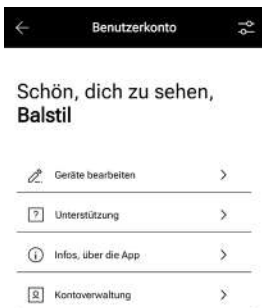 Benutzerkonto
Schön, dich zu sehen,
Balstil
Geräte bearbeiten
Unterstützung
Infos, über die App
Kontoverwaltung